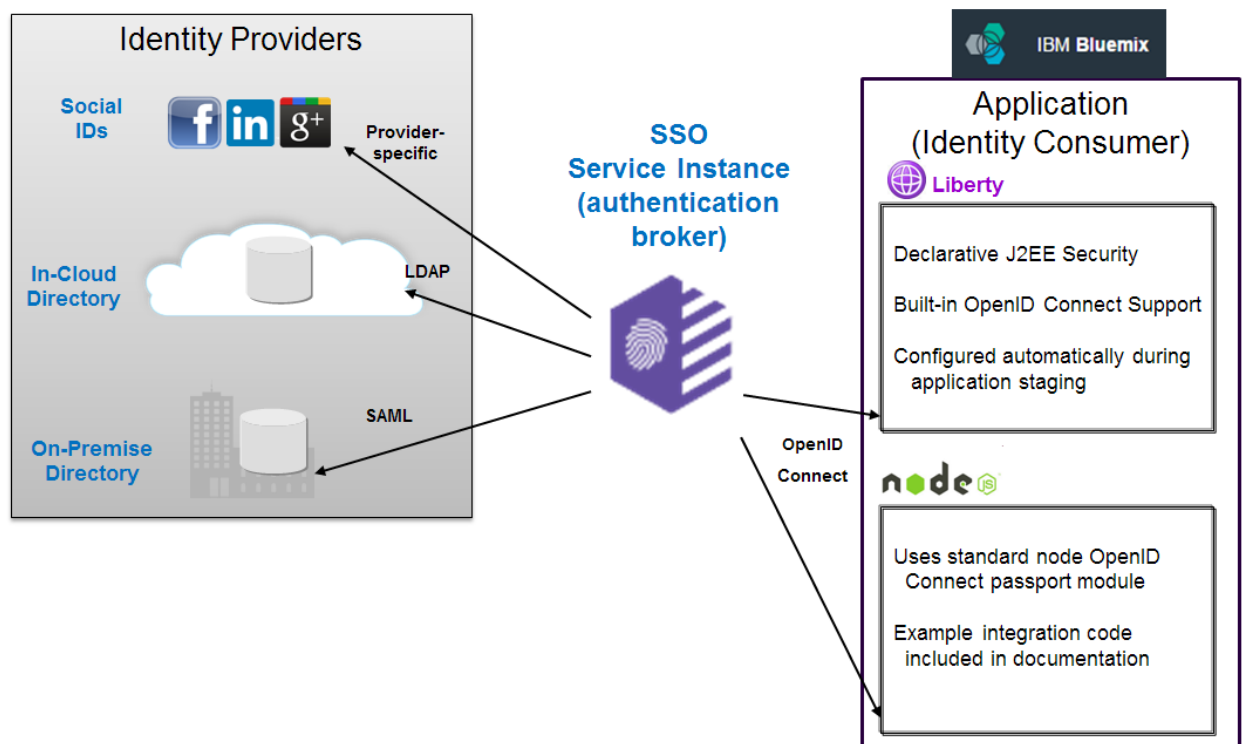 Identity Providers
Social
IDs
f
in
g+
Provider-
specific
In-Cloud
Directory
LDAP
On-Premise
Directory
SAML
SSO
Service Instance
(authentication
broker)
OpenID
Connect
IBM Bluemix
Application
(Identity Consumer)
Liberty
Declarative J2EE Security
Built-in OpenID Connect Support
Configured automatically during
application staging
node JS
Uses standard node OpenID
Connect passport module
Example integration code
included in documentation